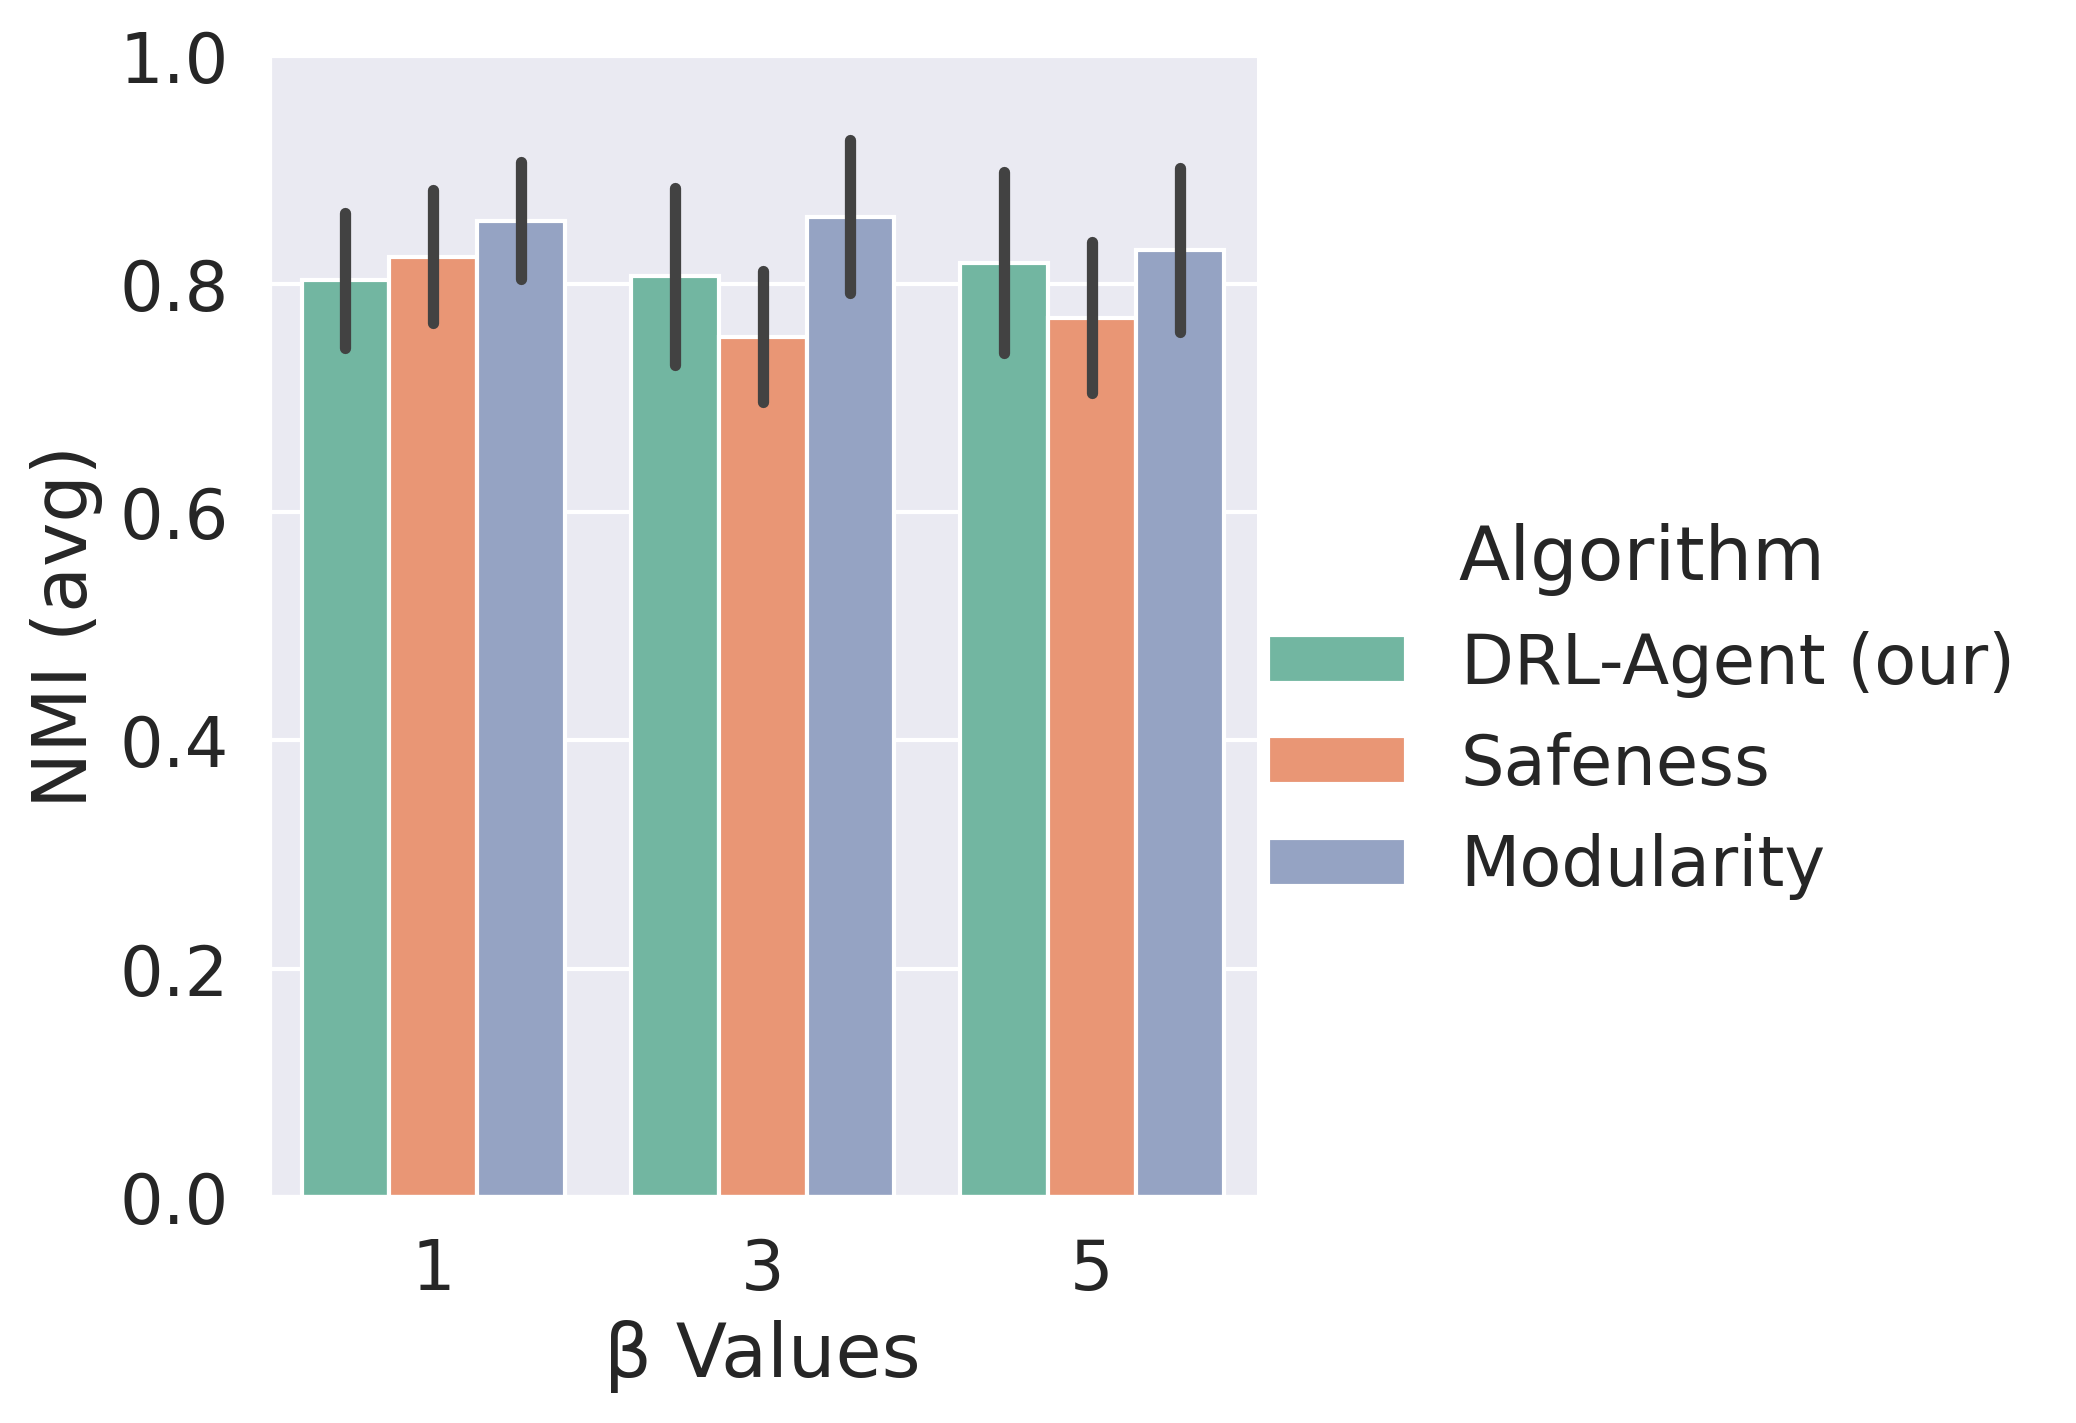 1.0
0.8
0.6
0.4
0.2
0.0
NMI (avg)
1 3 5
β Values
Algorithm
DRL-Agent (our)
Safeness
Modularity